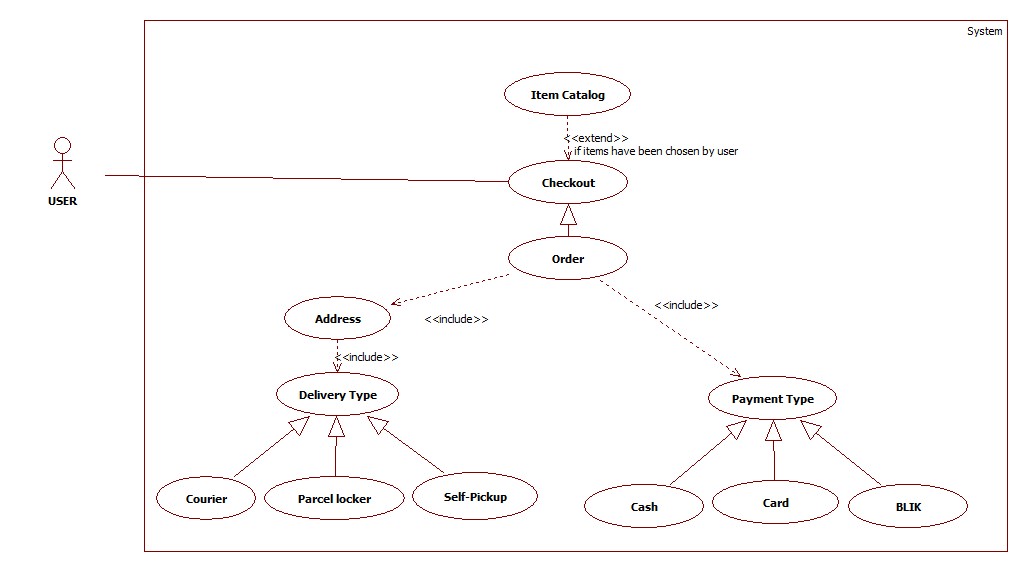 System
Item Catalog
<<extend>>
if items have been chosen by user
Checkout
USER
Order
<<include>>
Address
<<include>>
<<include>>
Delivery Type
Payment Type
Courier
Parcel locker
Self-Pickup
Cash
Card
BLIK